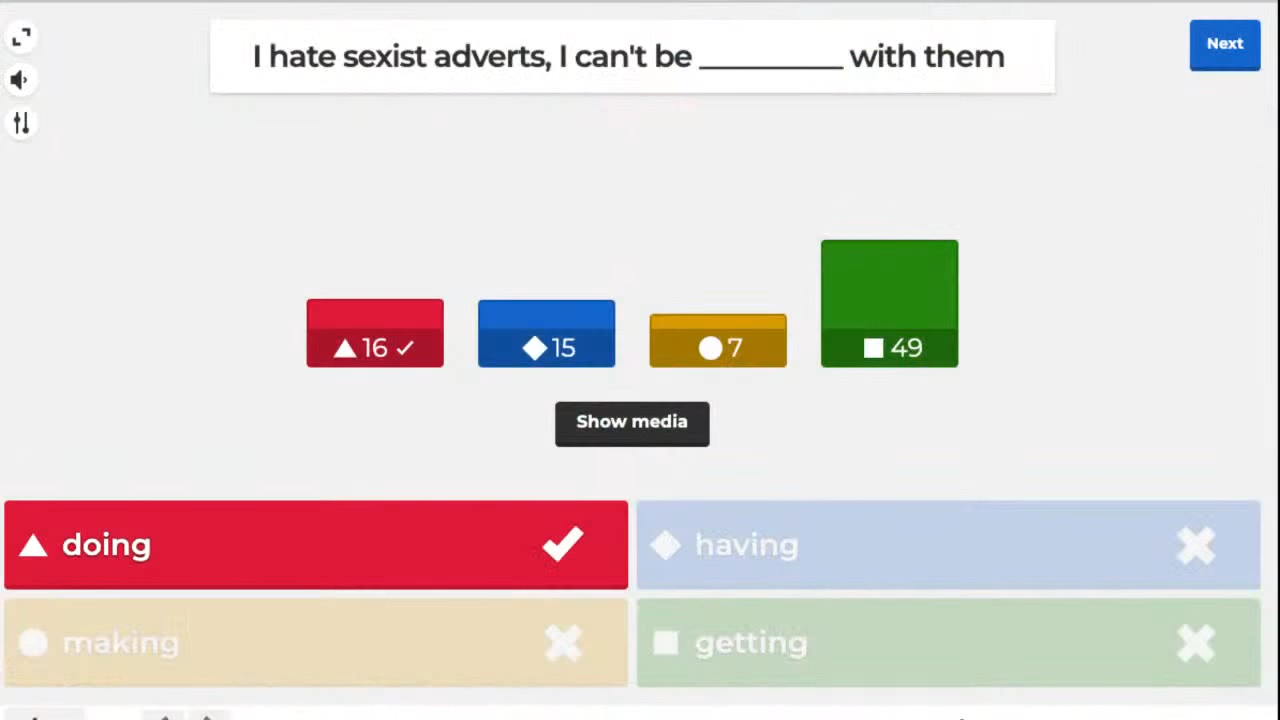 I hate sexist adverts, I can't be __________ with them
Next
16
15
7
49
Show media
doing
having
making
getting